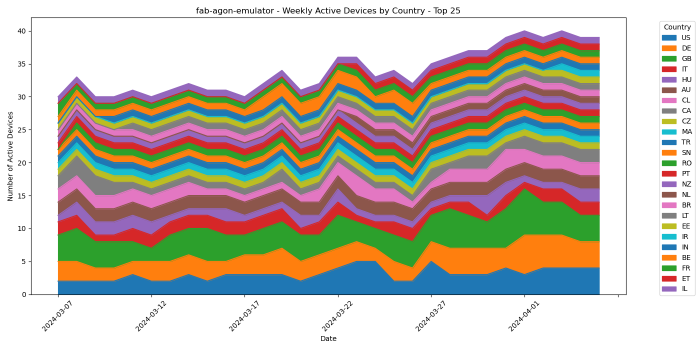 fab-agon-emulator - Weekly Active Devices by Country - Top 25
Number of Active Devices
40
35
30
25
20
15
10
5
0
2024-03-07
2024-03-12
2024-03-17
2024-03-22
2024-03-27
2024-04-01
Date
Country
US
DE
GB
IT
HU
AU
CL
CA
CZ
MA
TR
SN
RO
PT
NZ
NL
BR
LT
EE
IR
IN
BE
FR
ET
IL